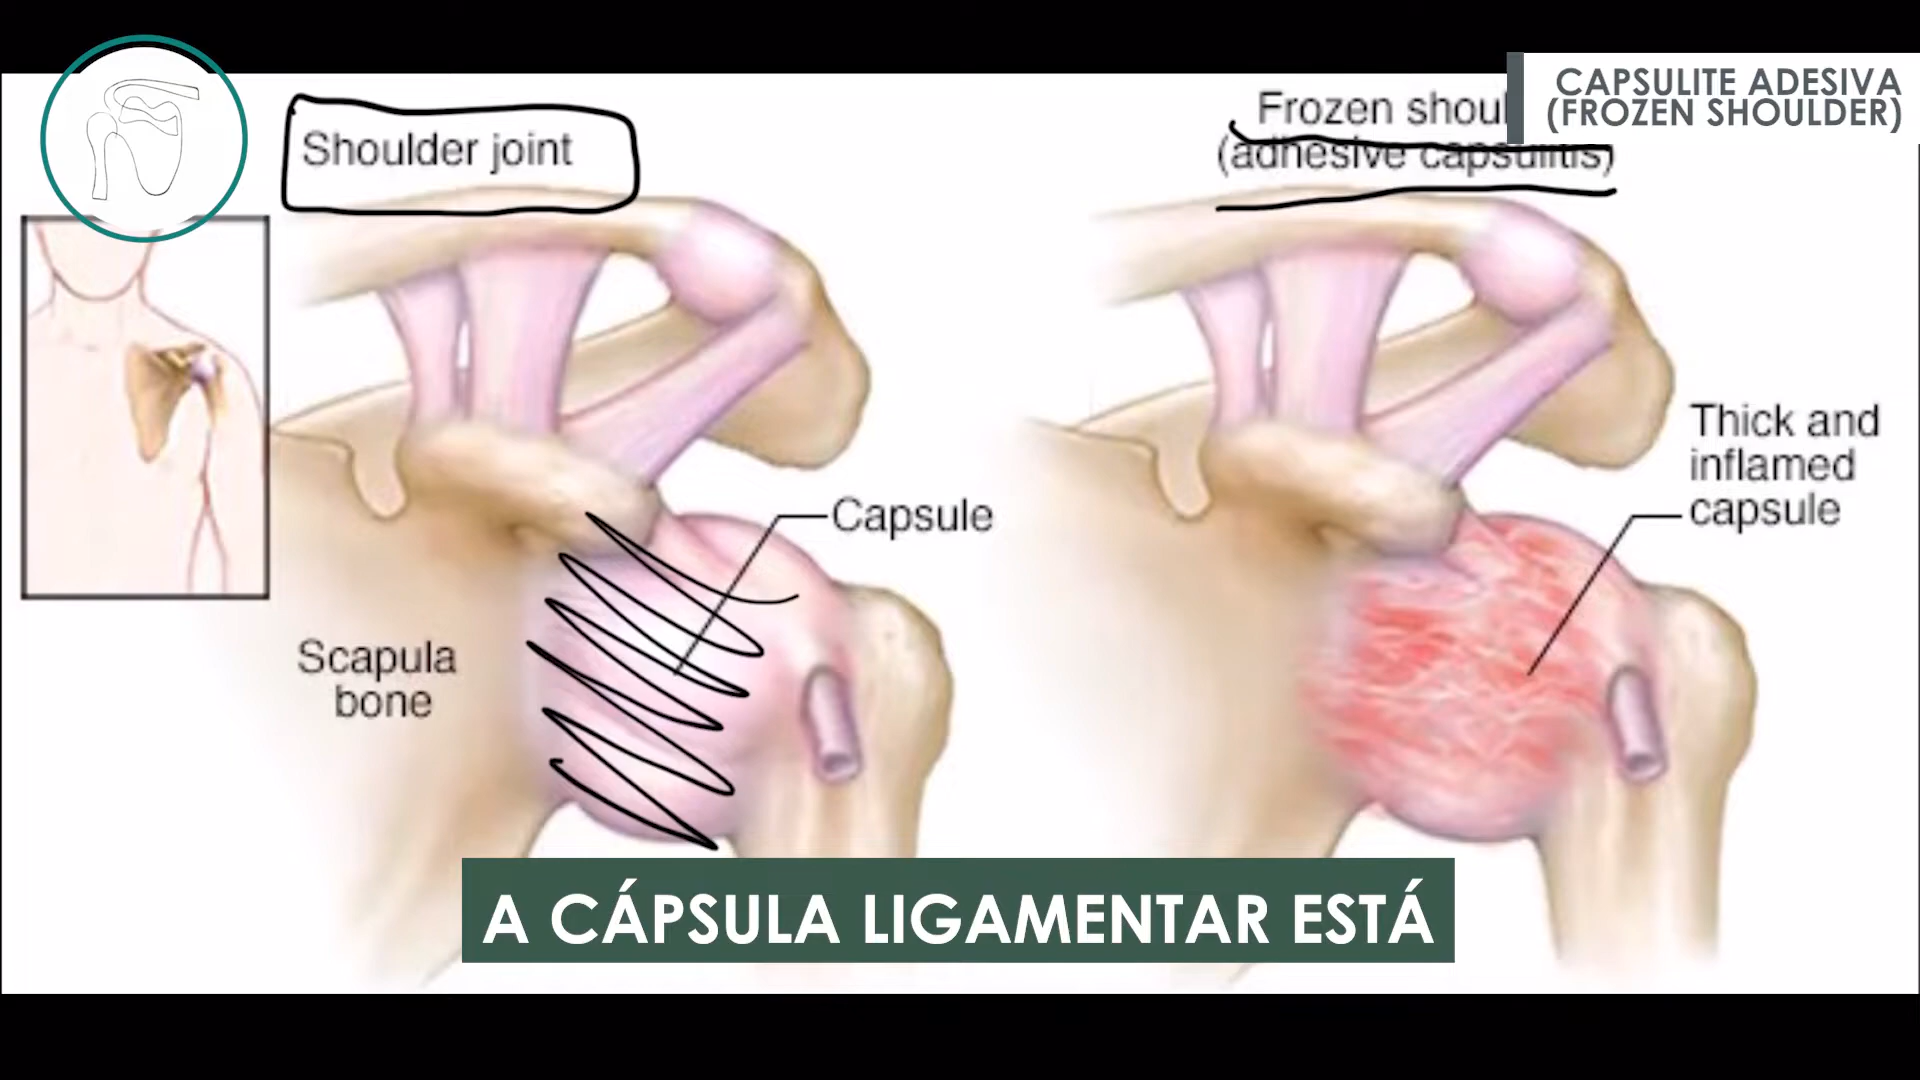 CAPSULITE ADESIVA
(FROZEN SHOULDER)
Shoulder joint
Frozen
(adhesive capsulitis)
Capsule
Thick and
inflamed
capsule
Scapula
bone
A CÁPSULA LIGAMENTAR ESTÁ